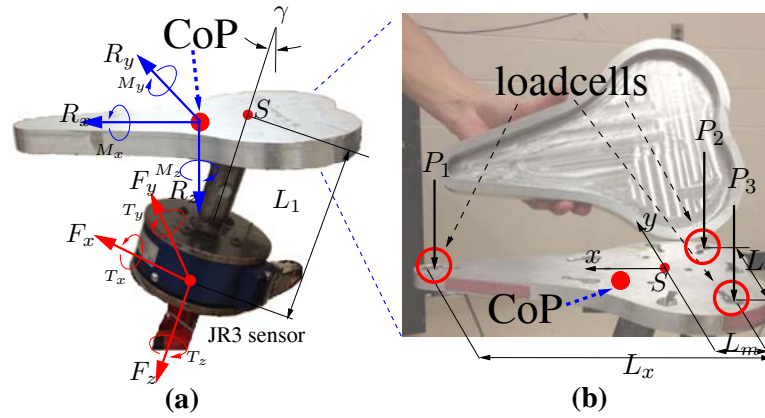 γ
CoP
R_y
M_y
S
R_x
M_x
M_z
R_z
F_y
T_y
L_1
F_x
T_x
JR3 sensor
T_z
F_z
(a)
loadcells
P_1
P_2
P_3
y
x
S
L
CoP
L_m
L_x
(b)